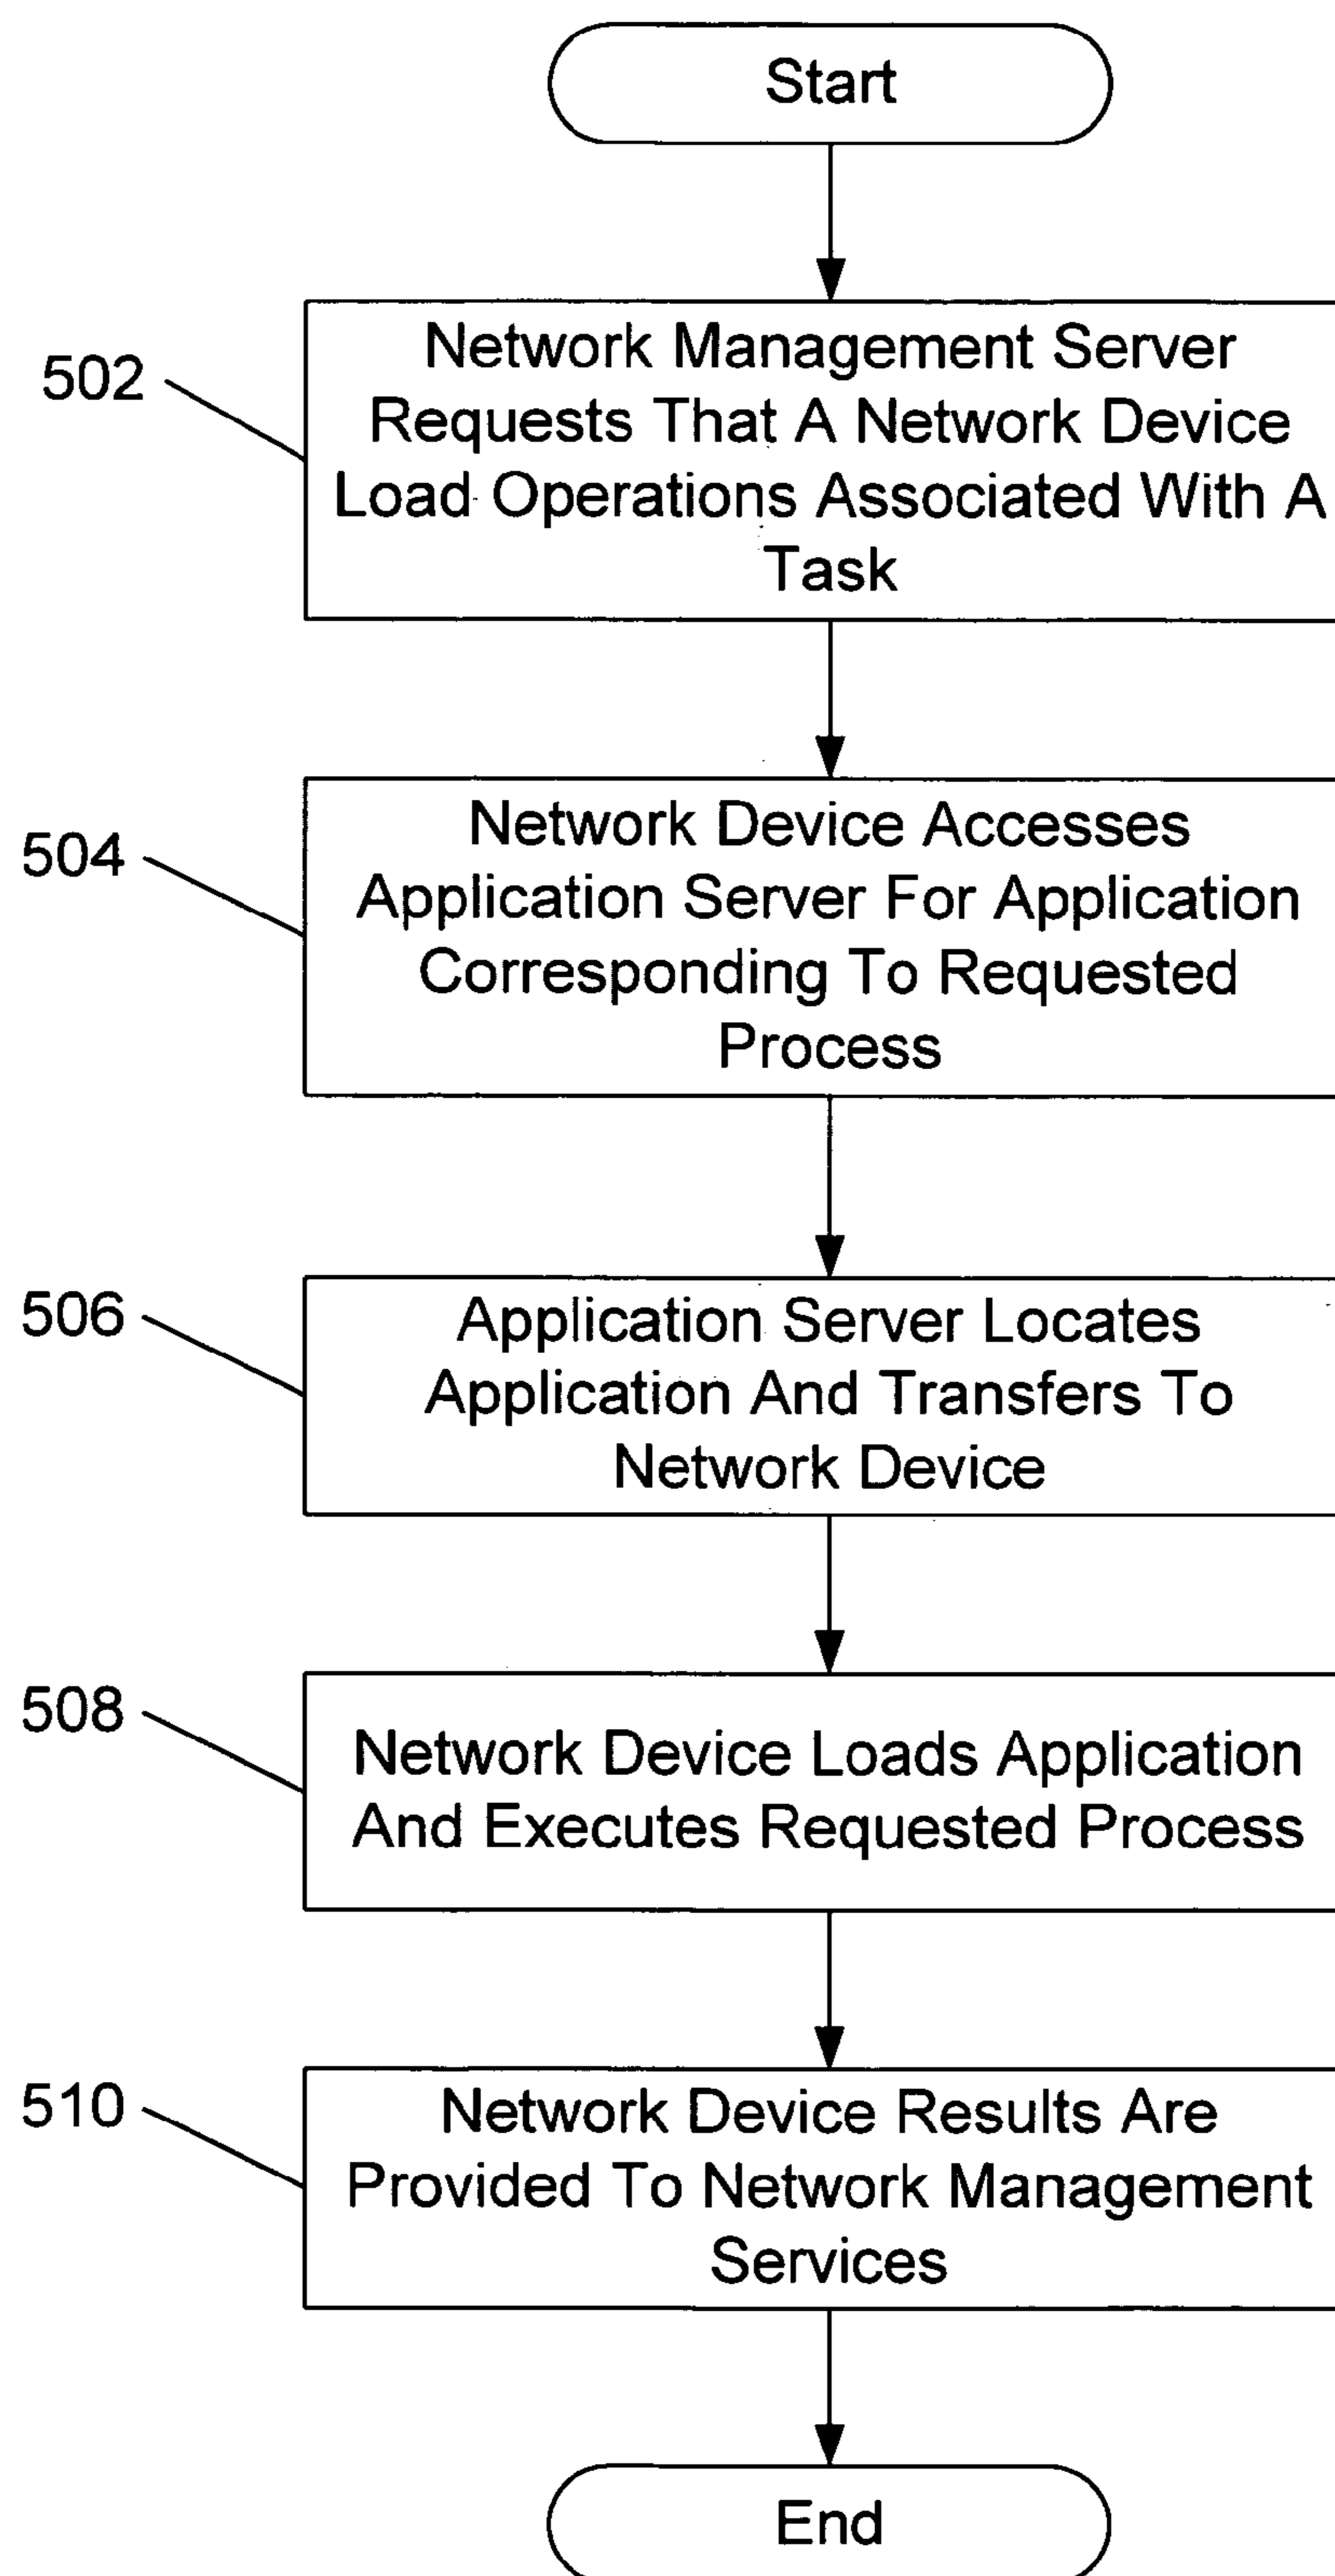 Start
502
Network Management Server
Requests That A Network Device
Load Operations Associated With A
Task
504
Network Device Accesses
Application Server For Application
Corresponding To Requested
Process
506
Application Server Locates
Application And Transfers To
Network Device
508
Network Device Loads Application
And Executes Requested Process
510
Network Device Results Are
Provided To Network Management
Services
End